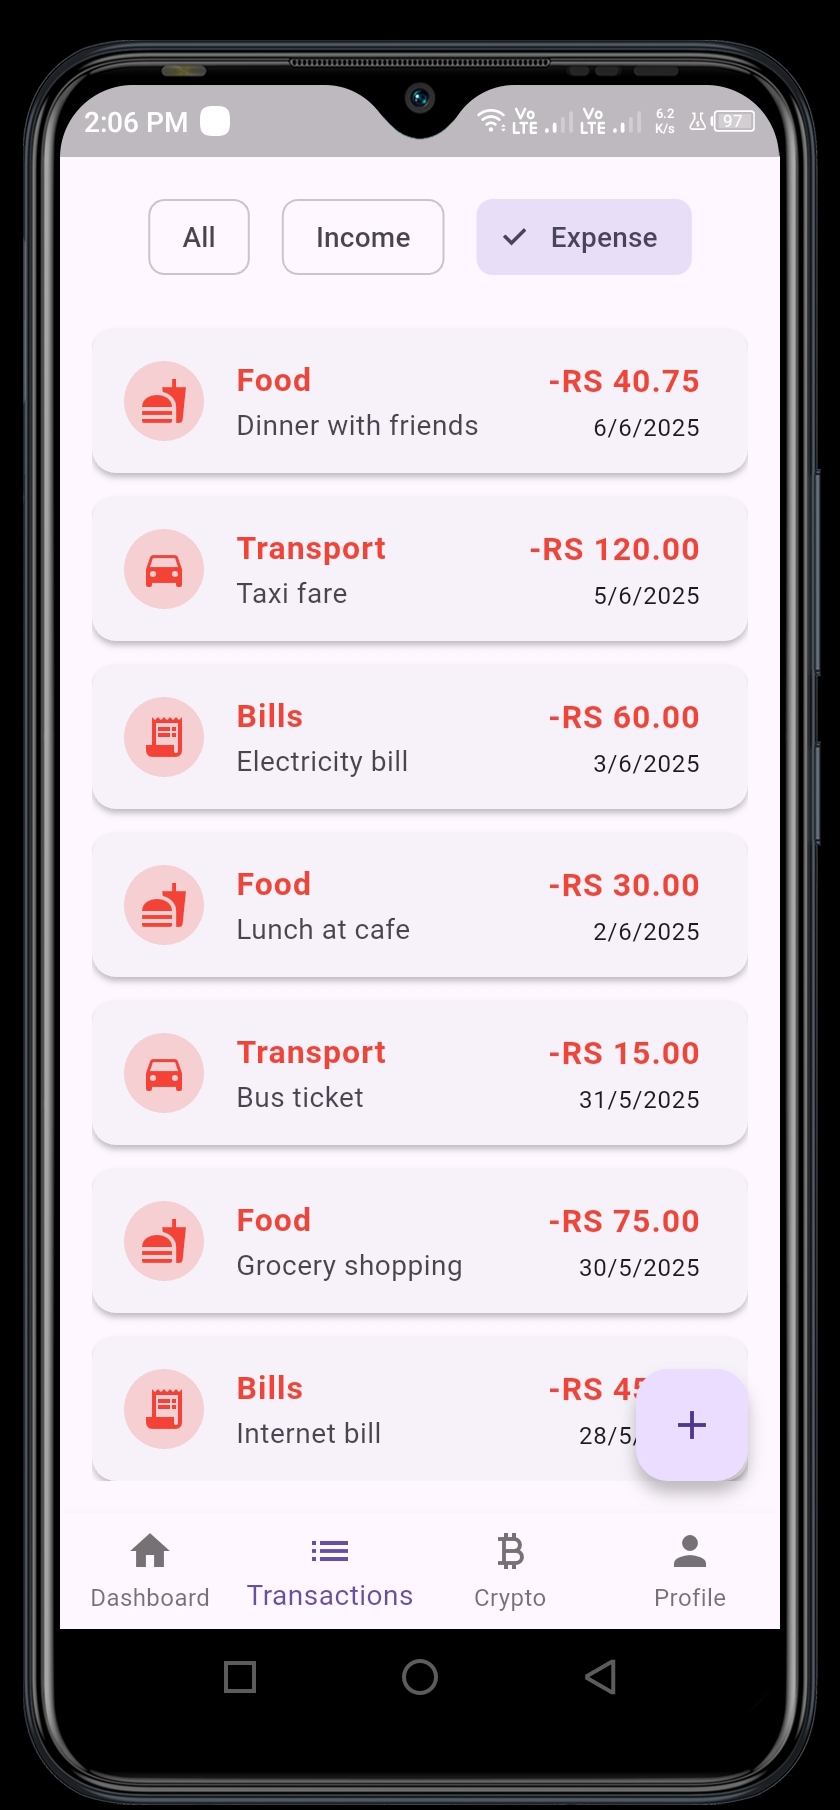 2:06 PM
Vo LTE Vo LTE 6.2 K/s 97
All Income Expense
Food -RS 40.75
Dinner with friends 6/6/2025
Transport -RS 120.00
Taxi fare 5/6/2025
Bills -RS 60.00
Electricity bill 3/6/2025
Food -RS 30.00
Lunch at cafe 2/6/2025
Transport -RS 15.00
Bus ticket 31/5/2025
Food -RS 75.00
Grocery shopping 30/5/2025
Bills -RS
Internet bill 28/5/
Dashboard Transactions Crypto Profile